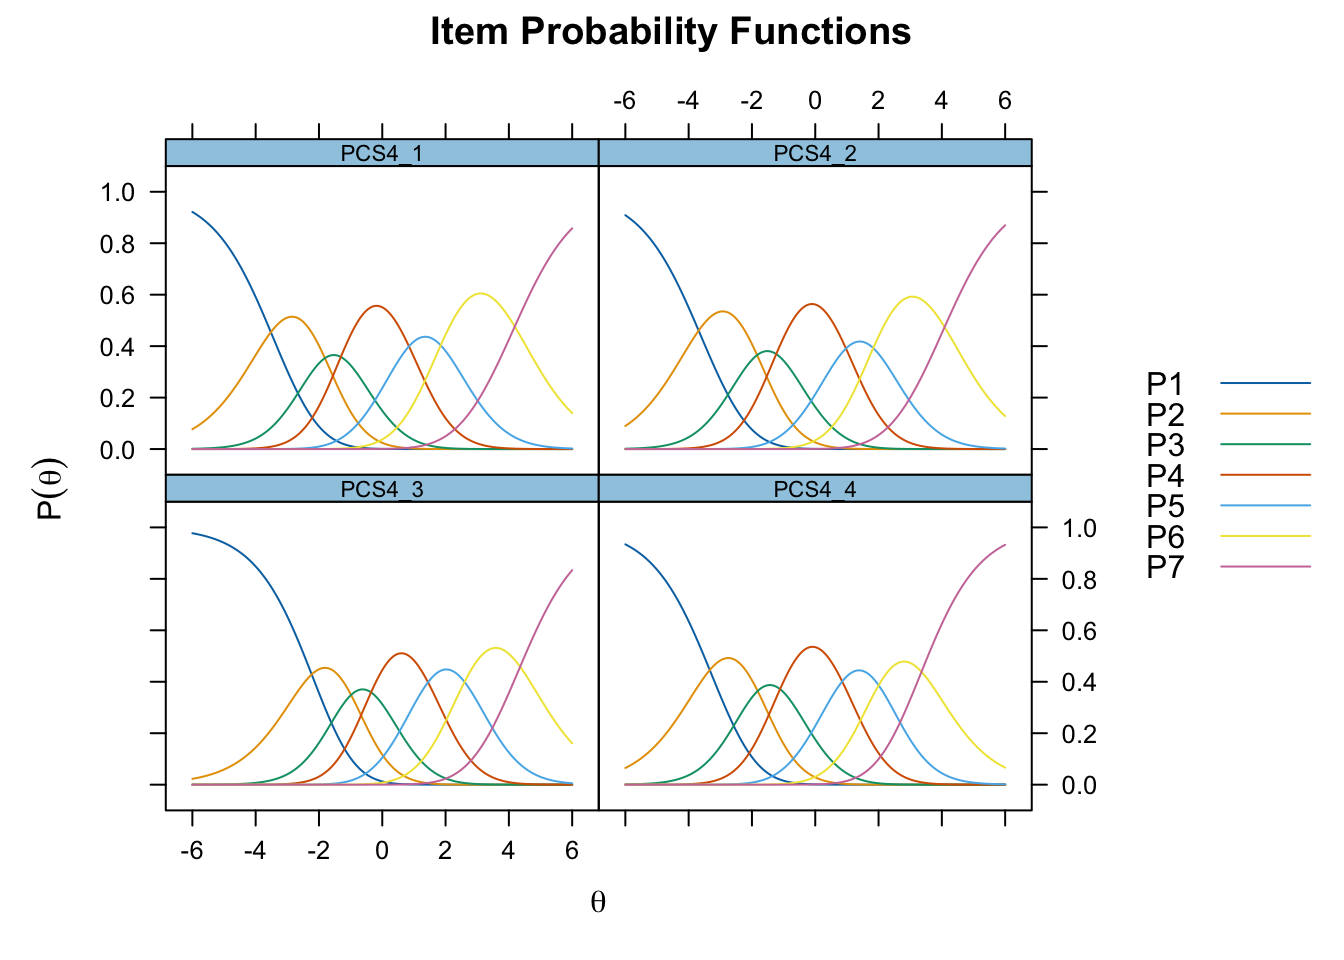 Item Probability Functions
-6 -4 -2 0 2 4 6
PCS4_1 PCS4_2
1.0
0.8
0.6
0.4
0.2
0.0
PCS4_3 PCS4_4
1.0
0.8
0.6
0.4
0.2
0.0
-6 -4 -2 0 2 4 6
P(θ)
θ
P1
P2
P3
P4
P5
P6
P7